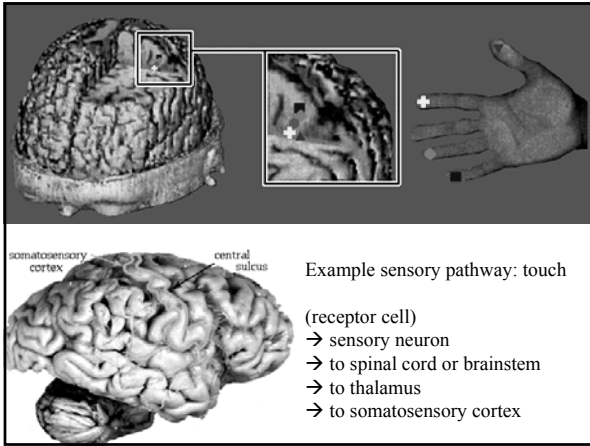 somatosensory
cortex
central
sulcus
Example sensory pathway: touch
(receptor cell)
→ sensory neuron
→ to spinal cord or brainstem
→ to thalamus
→ to somatosensory cortex